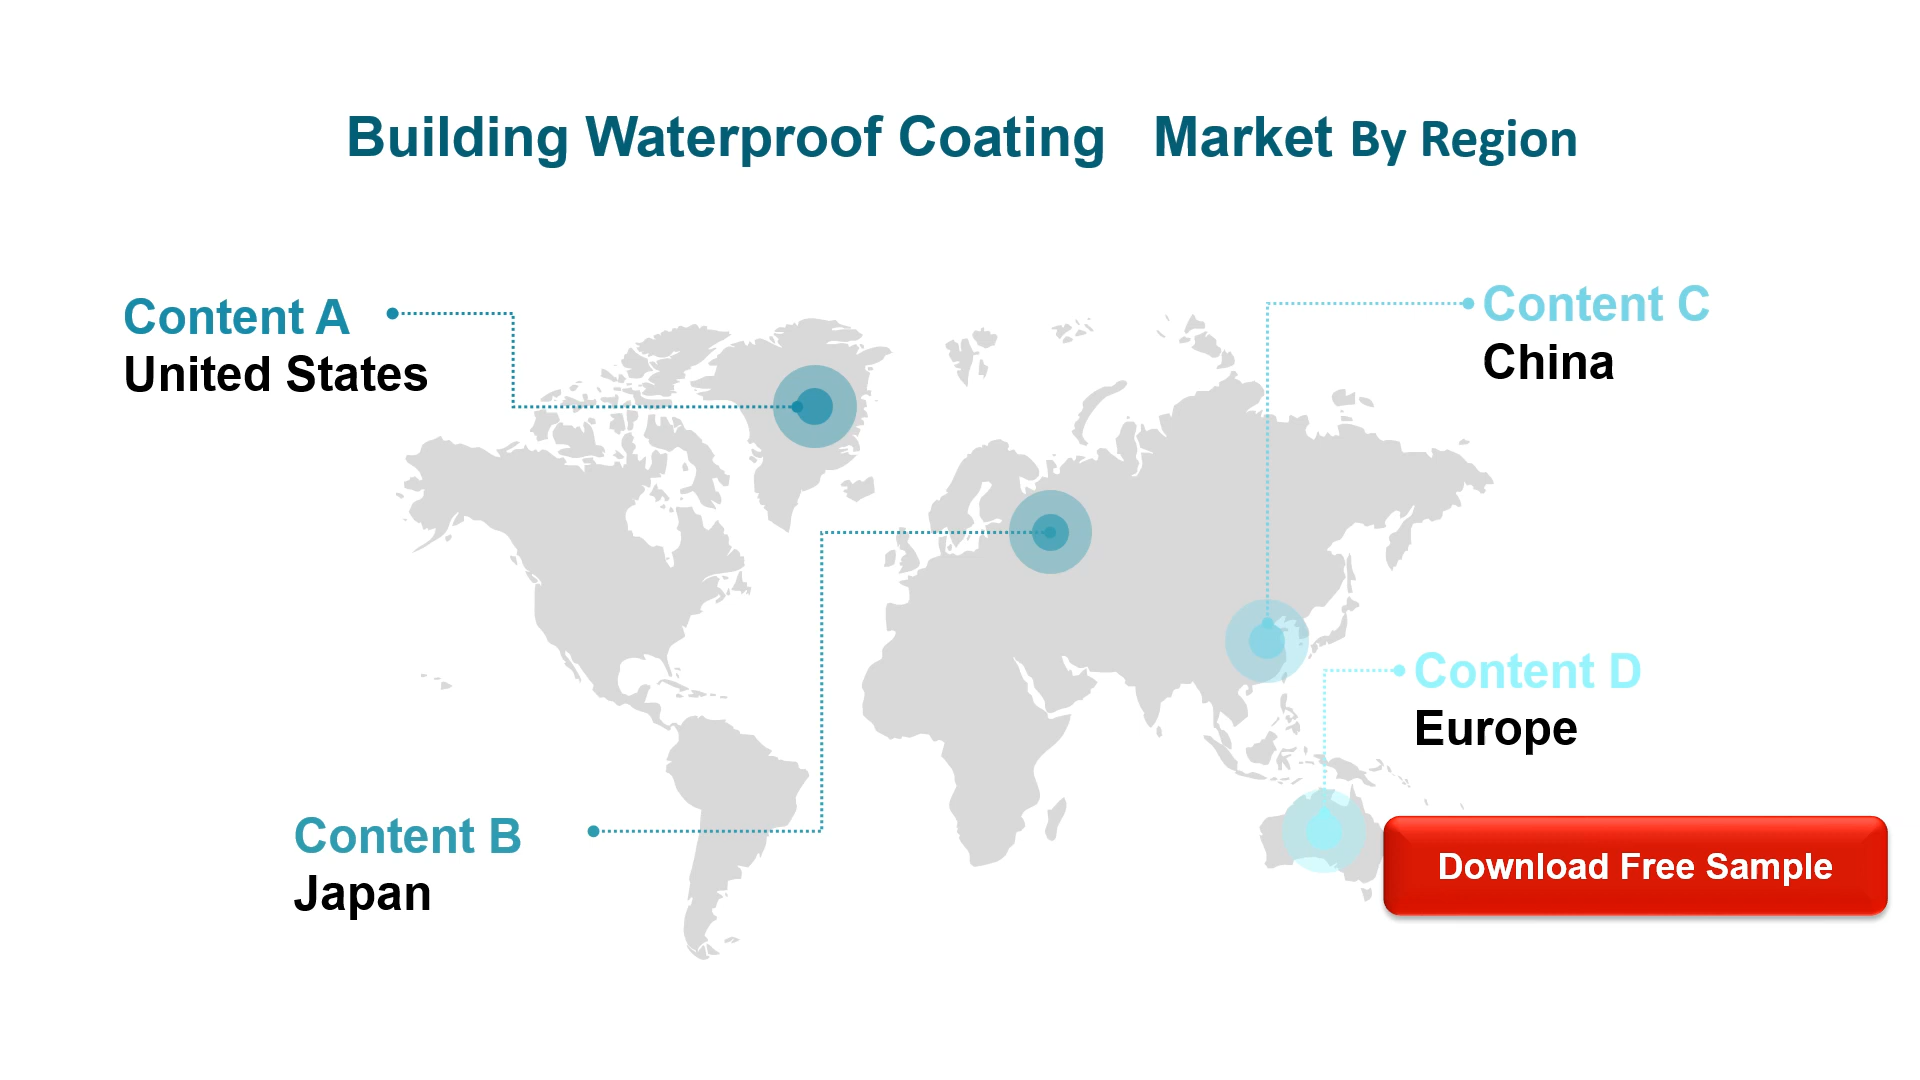 Building Waterproof Coating Market By Region
Content A
United States
Content C
China
Content D
Europe
Content B
Japan
Download Free Sample